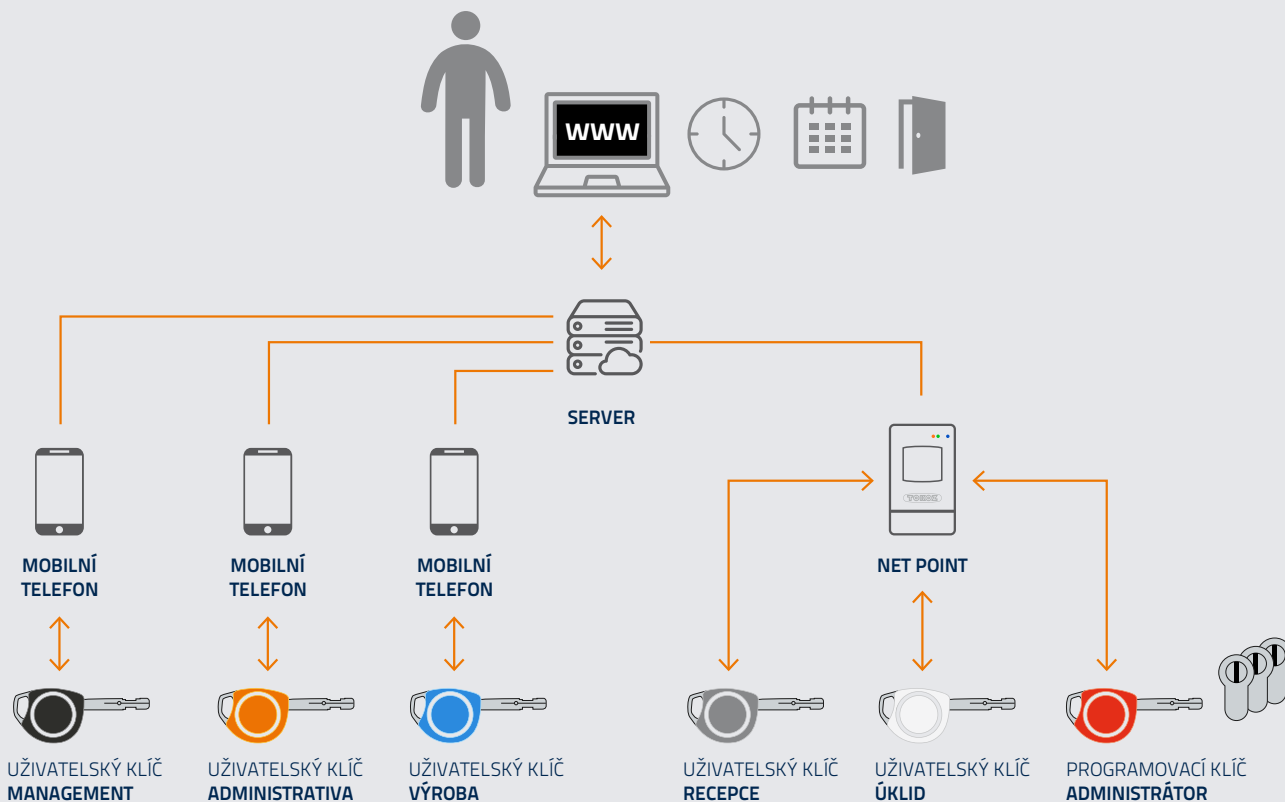 WWW
SERVER
TOKOZ
MOBILNÍ
TELEFON
MOBILNÍ
TELEFON
MOBILNÍ
TELEFON
NET POINT
UŽIVATELSKÝ KLÍČ
MANAGEMENT
UŽIVATELSKÝ KLÍČ
ADMINISTRATIVA
UŽIVATELSKÝ KLÍČ
VÝROBA
UŽIVATELSKÝ KLÍČ
RECEPCE
UŽIVATELSKÝ KLÍČ
ÚKLID
PROGRAMOVACÍ KLÍČ
ADMINISTRÁTOR